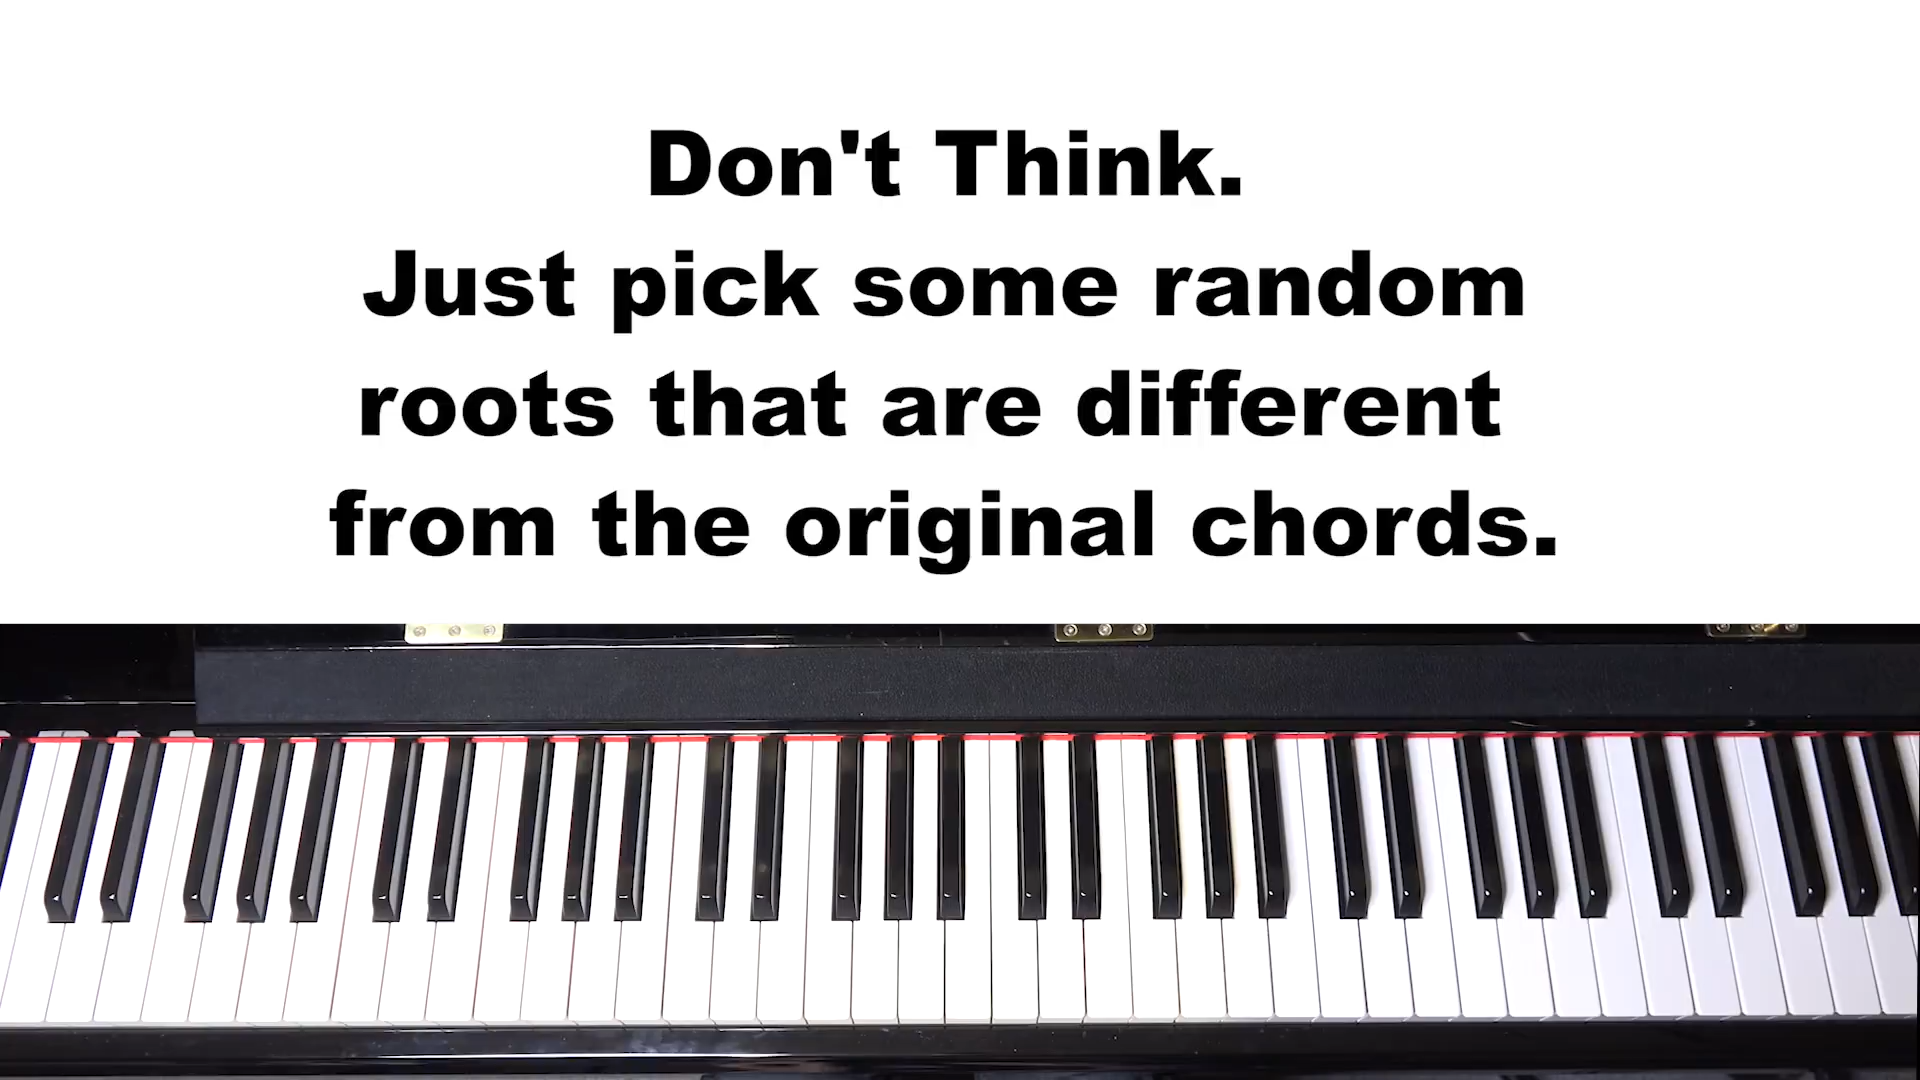 Don't Think.
Just pick some random
roots that are different
from the original chords.